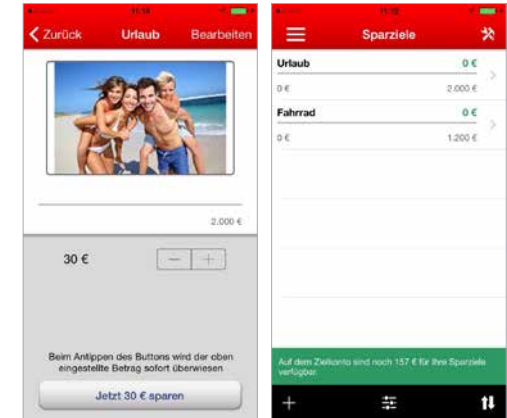 11:14
Zurück Urlaub Bearbeiten
2.000 €
30 €
Beim Antippen des Buttons wird der oben
eingestellte Betrag sofort überwiesen
Jetzt 30 € sparen
Sparziele
Urlaub 0 €
0 € 2.000 €
Fahrrad 0 €
0 € 1.200 €
Auf dem Zielkonto sind noch 157 € für Ihre Sparziele
verfügbar.